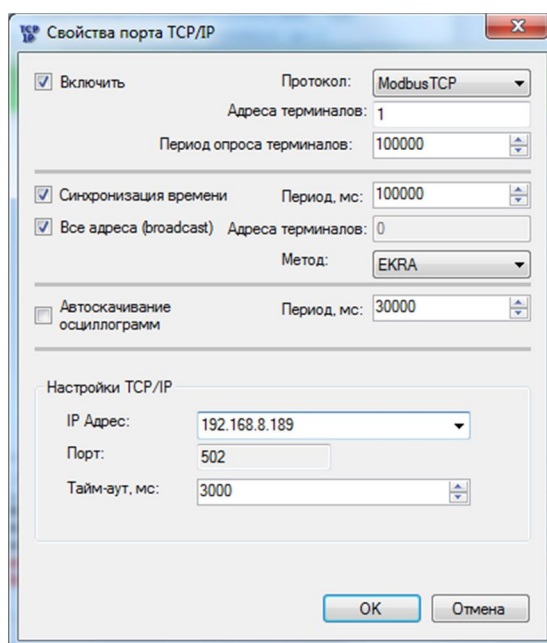 TCP IP Свойства порта TCP/IP
Включить Протокол: ModbusTCP
Адреса терминалов: 1
Период опроса терминалов: 100000
Синхронизация времени Период, мс: 100000
Все адреса (broadcast) Адреса терминалов: 0
Метод: EKRA
Автоскачивание Период, мс: 30000
осциллограмм
Настройки TCP/IP
IP Адрес: 192.168.8.189
Порт: 502
Тайм-аут, мс: 3000
OK Отмена